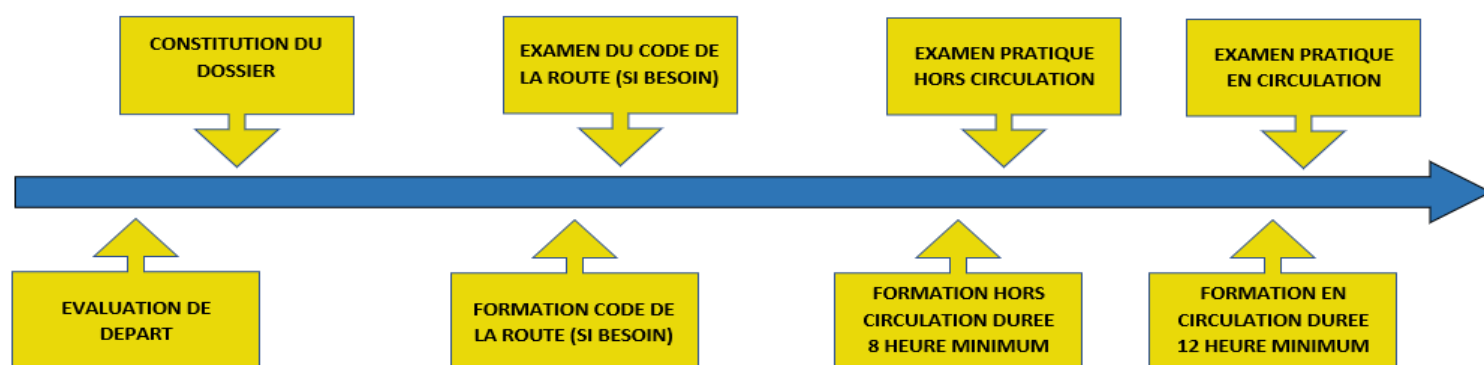 CONSTITUTION DU
DOSSIER
EXAMEN DU CODE DE
LA ROUTE (SI BESOIN)
EXAMEN PRATIQUE
HORS CIRCULATION
EXAMEN PRATIQUE
EN CIRCULATION
EVALUATION DE
DEPART
FORMATION CODE DE
LA ROUTE (SI BESOIN)
FORMATION HORS
CIRCULATION DUREE
8 HEURE MINIMUM
FORMATION EN
CIRCULATION DUREE
12 HEURE MINIMUM